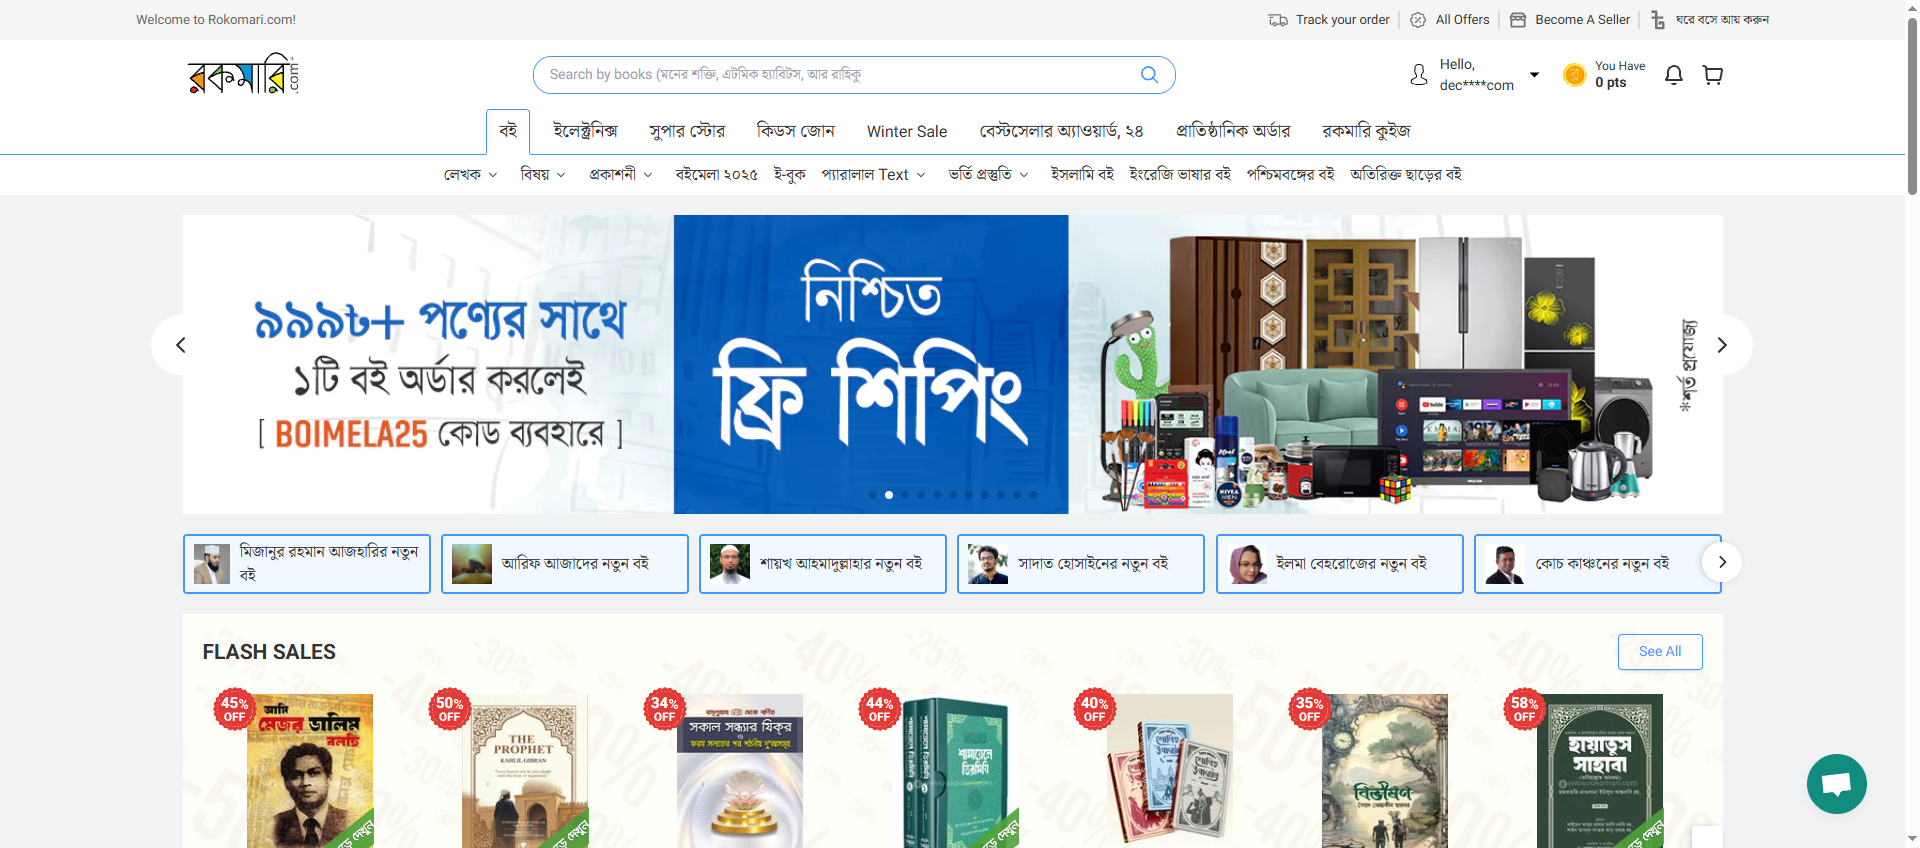 Welcome to Rokomari.com!
Track your order
All Offers
Become A Seller
ঘরে বসে আয় করুন
রকমারি.com
Search by books (মনের শক্তি, এটমিক হ্যাবিটস, আর রাহিকু
Hello,
dec****com
You Have
0 pts
বই
ইলেক্ট্রনিক্স
সুপার স্টোর
কিডস জোন
Winter Sale
বেস্টসেলার অ্যাওয়ার্ড, ২৪
প্রাতিষ্ঠানিক অর্ডার
রকমারি কুইজ
লেখক
বিষয়
প্রকাশনী
বইমেলা ২০২৫
ই-বুক
প্যারালাল Text
ভর্তি প্রস্তুতি
ইসলামি বই
ইংরেজি ভাষার বই
পশ্চিমবঙ্গের বই
অতিরিক্ত ছাড়ের বই
৯৯৯৳+ পণ্যের সাথে
১টি বই অর্ডার করলেই
[ BOIMELA25 কোড ব্যবহারে ]
নিশ্চিত
ফ্রি শিপিং
*শর্ত প্রযোজ্য
মিজানুর রহমান আজহারির নতুন
বই
আরিফ আজাদের নতুন বই
শায়খ আহমাদুল্লাহার নতুন বই
সাদাত হোসাইনের নতুন বই
ইলমা বেহরোজের নতুন বই
কোচ কাঞ্চনের নতুন বই
FLASH SALES
See All
45%
OFF
আমি
মেজর ডালিম
বলছি
50%
OFF
THE
PROPHET
KAHLIL GIBRAN
34%
OFF
সকাল সন্ধ্যার যিক্‌র
44%
OFF
শামায়েলে
তিরমিযি
40%
OFF
35%
OFF
বিভীষণ
58%
OFF
হায়াতুস
সাহাবা